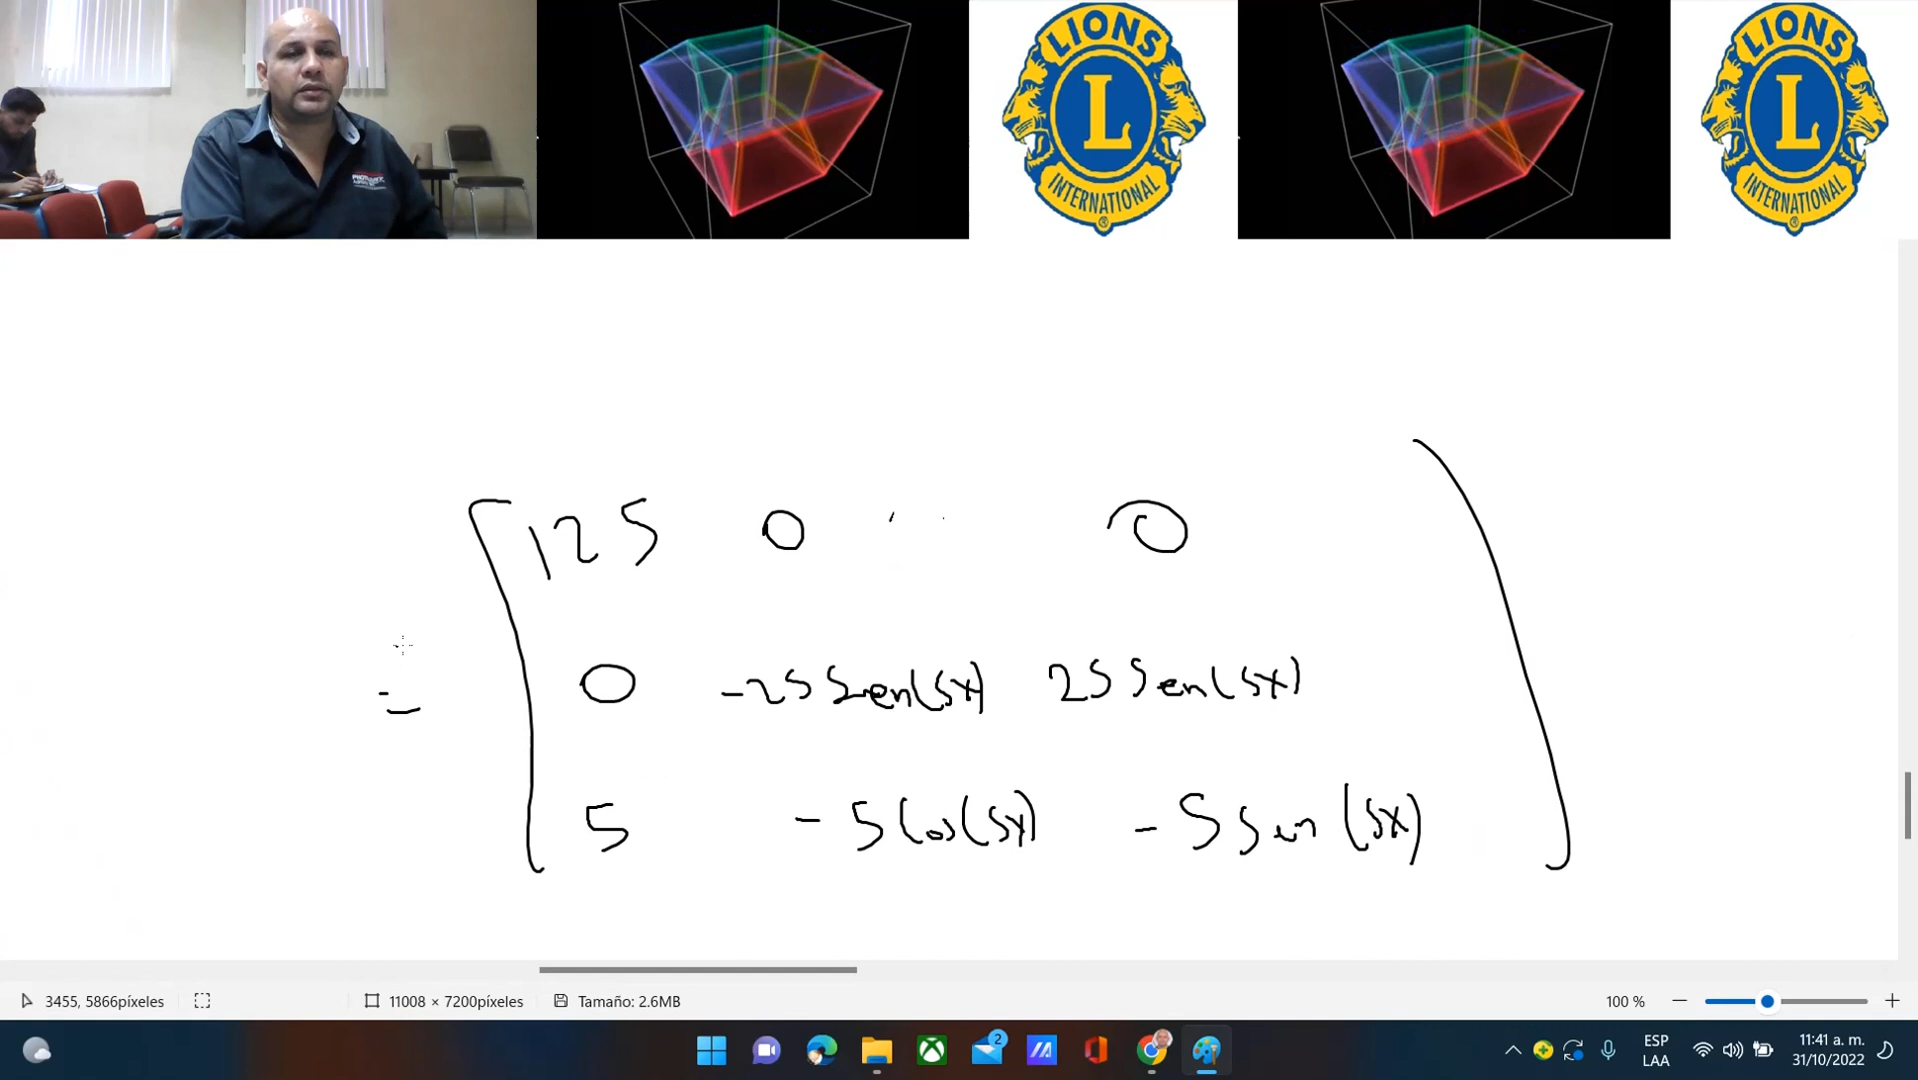 LIONS
L
INTERNATIONAL
®
LIONS
L
INTERNATIONAL
®
125 0 0
= 0 -25 Sen(5x) 25 Sen(5x)
5 - 5 Cos(5x) - 5 Sen (5x)
3455, 5866píxeles 11008 × 7200píxeles Tamaño: 2.6MB 100 %
2
ESP
LAA
11:41 a. m.
31/10/2022